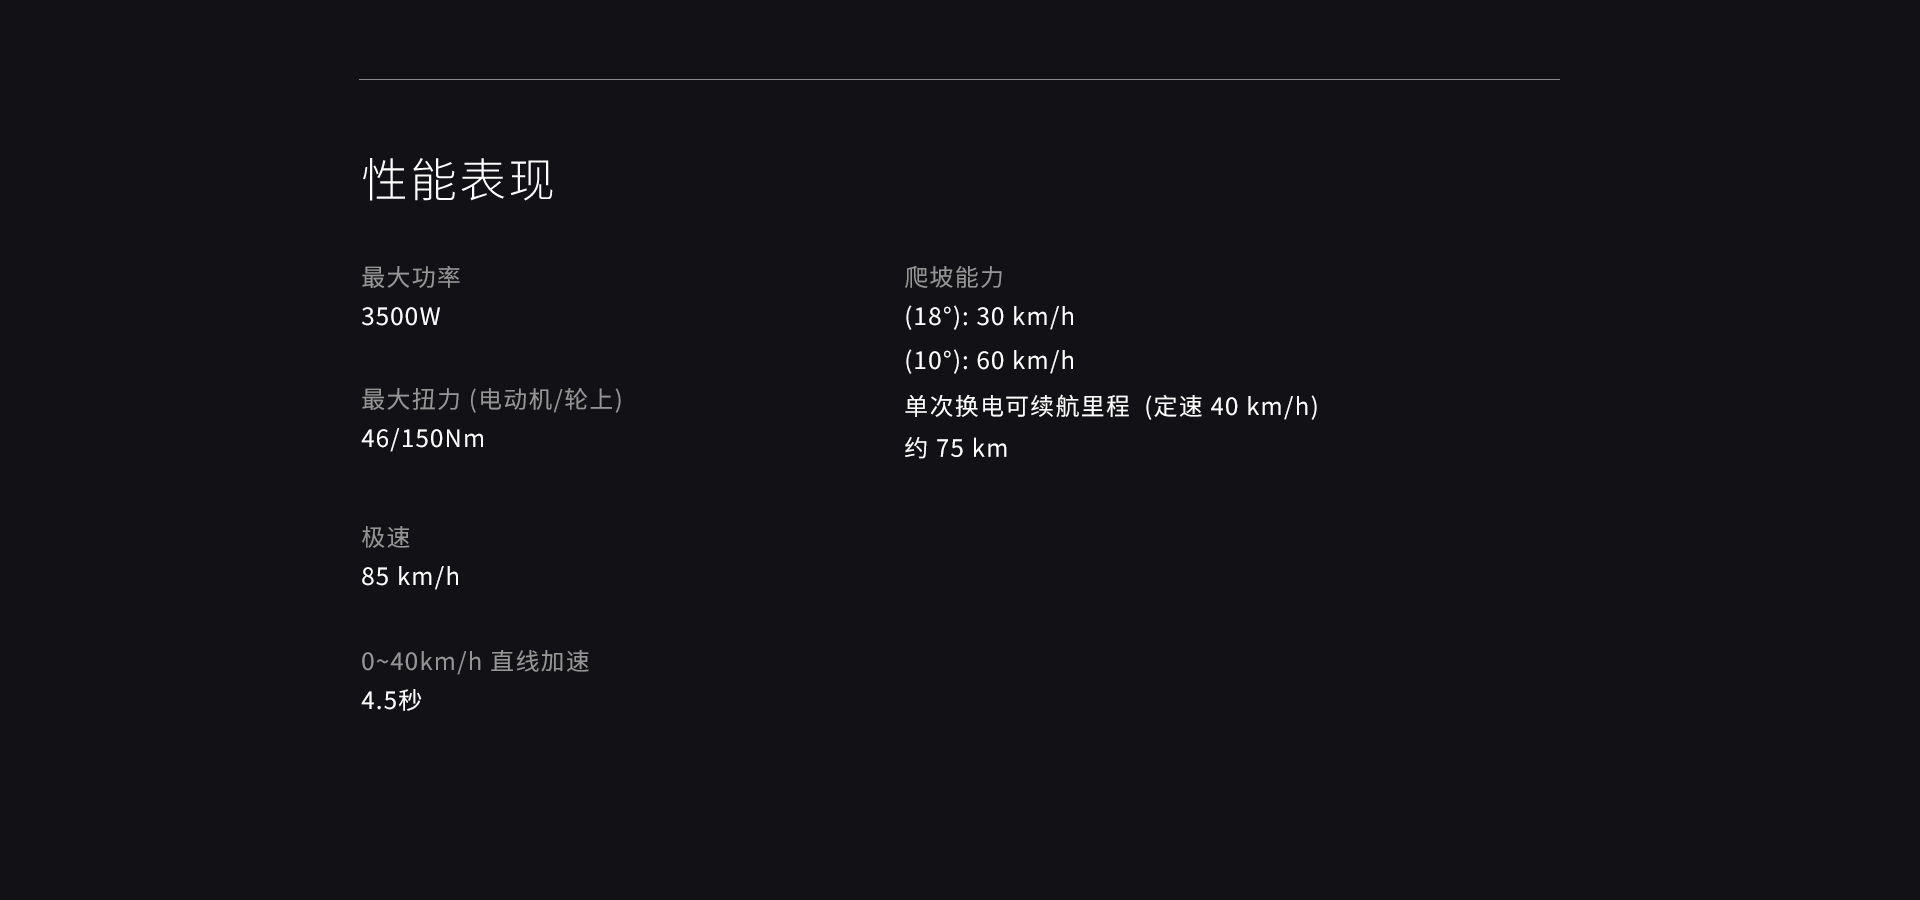 性能表现
最大功率
3500W
最大扭力 (电动机/轮上)
46/150Nm
极速
85 km/h
0~40km/h 直线加速
4.5秒
爬坡能力
(18°): 30 km/h
(10°): 60 km/h
单次换电可续航里程 (定速 40 km/h)
约 75 km